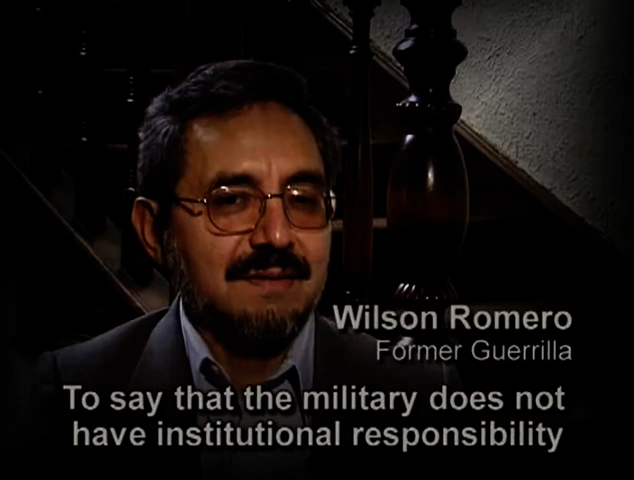 Wilson Romero
Former Guerrilla
To say that the military does not
have institutional responsibility